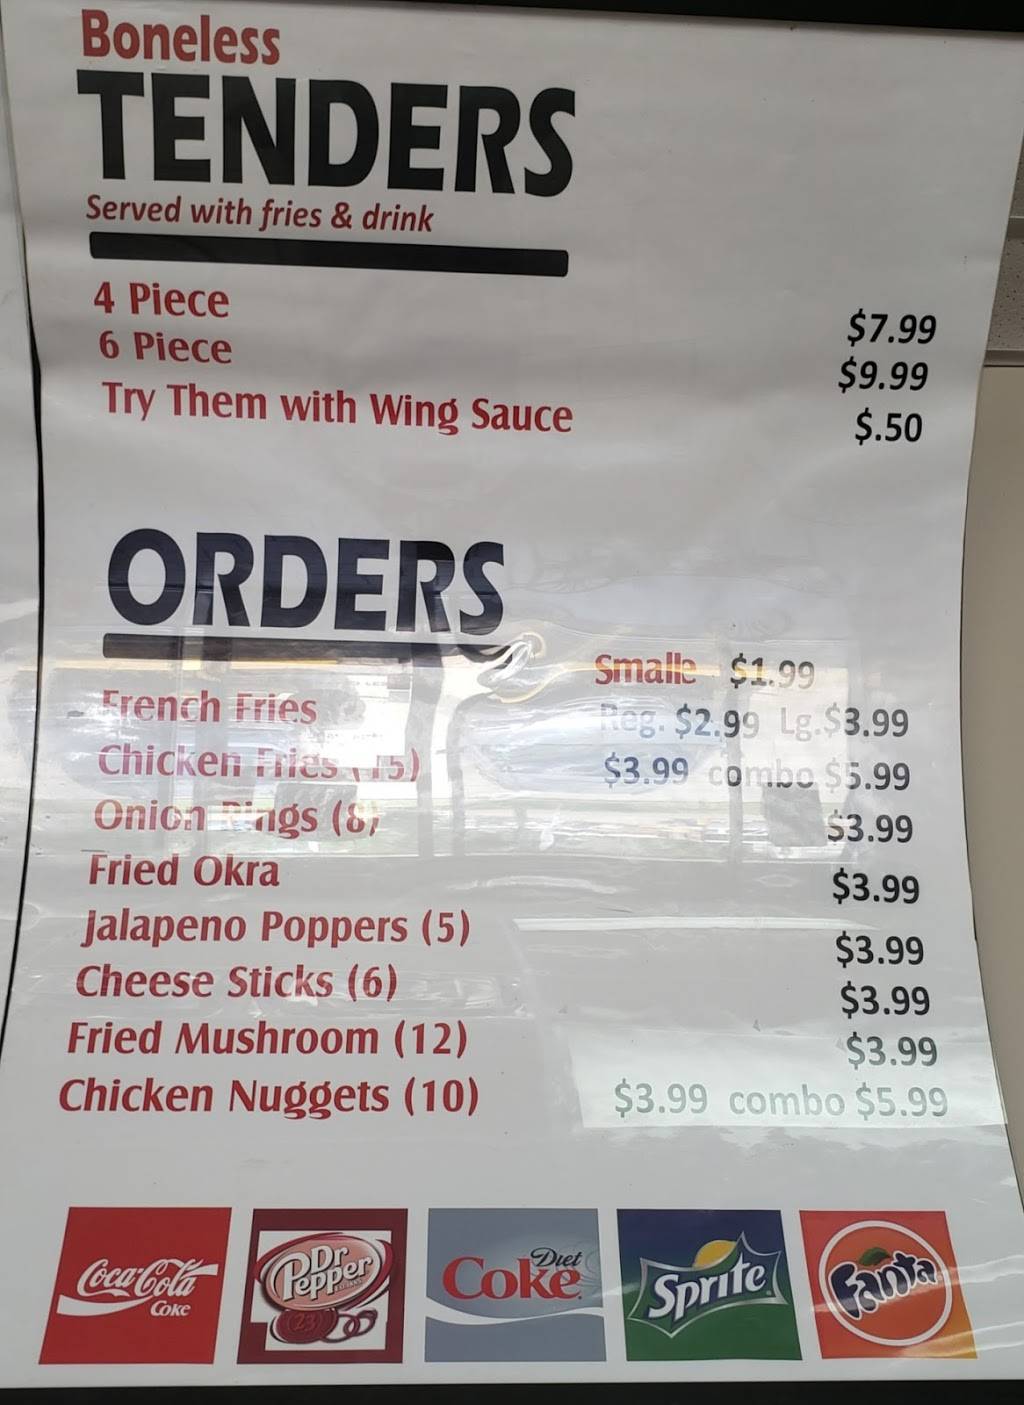 Boneless
TENDERS
Served with fries & drink
4 Piece $7.99
6 Piece $9.99
Try Them with Wing Sauce $.50
ORDERS
Smalle $1.99
French Fries Reg. $2.99 Lg.$3.99
Chicken Fries (15) $3.99 combo $5.99
Onion Rings (8) $3.99
Fried Okra $3.99
Jalapeno Poppers (5) $3.99
Cheese Sticks (6) $3.99
Fried Mushroom (12) $3.99
Chicken Nuggets (10) $3.99 combo $5.99
Coca-Cola
Coke
Dr
Pepper
23
Diet
Coke
Sprite
Fanta